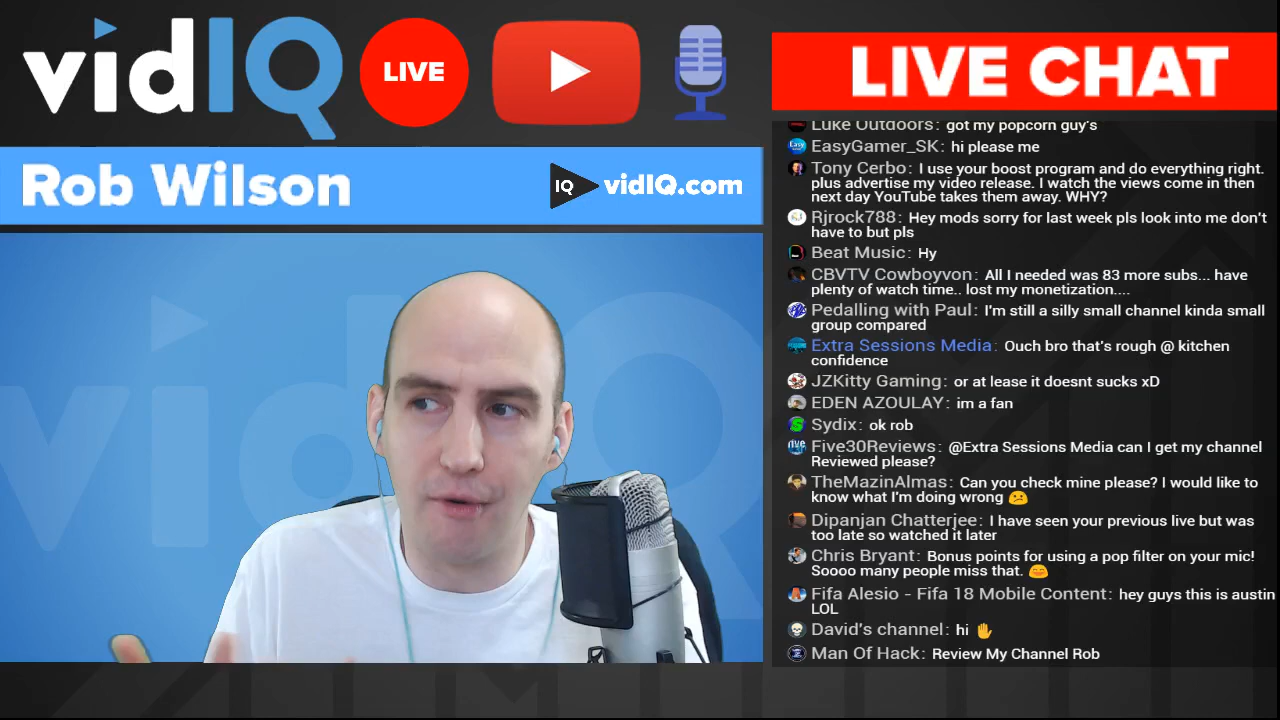 vidIQ
LIVE
Rob Wilson
IQ
vidIQ.com
vidIQ
LIVE CHAT
Luke Outdoors: got my popcorn guy's
EasyGamer_SK: hi please me
Tony Cerbo: I use your boost program and do everything right.
plus advertise my video release. I watch the views come in then
next day YouTube takes them away. WHY?
Rjrock788: Hey mods sorry for last week pls look into me don't
have to but pls
Beat Music: Hy
CBVTV Cowboyvon: All I needed was 83 more subs... have
plenty of watch time.. lost my monetization....
Pedalling with Paul: I'm still a silly small channel kinda small
group compared
Extra Sessions Media: Ouch bro that's rough @ kitchen
confidence
JZKitty Gaming: or at lease it doesnt sucks xD
EDEN AZOULAY: im a fan
Sydix: ok rob
Five30Reviews: @Extra Sessions Media can I get my channel
Reviewed please?
TheMazinAlmas: Can you check mine please? I would like to
know what I'm doing wrong 😕
Dipanjan Chatterjee: I have seen your previous live but was
too late so watched it later
Chris Bryant: Bonus points for using a pop filter on your mic!
Soooo many people miss that. 😊
Fifa Alesio - Fifa 18 Mobile Content: hey guys this is austin
LOL
David's channel: hi ✋
Man Of Hack: Review My Channel Rob